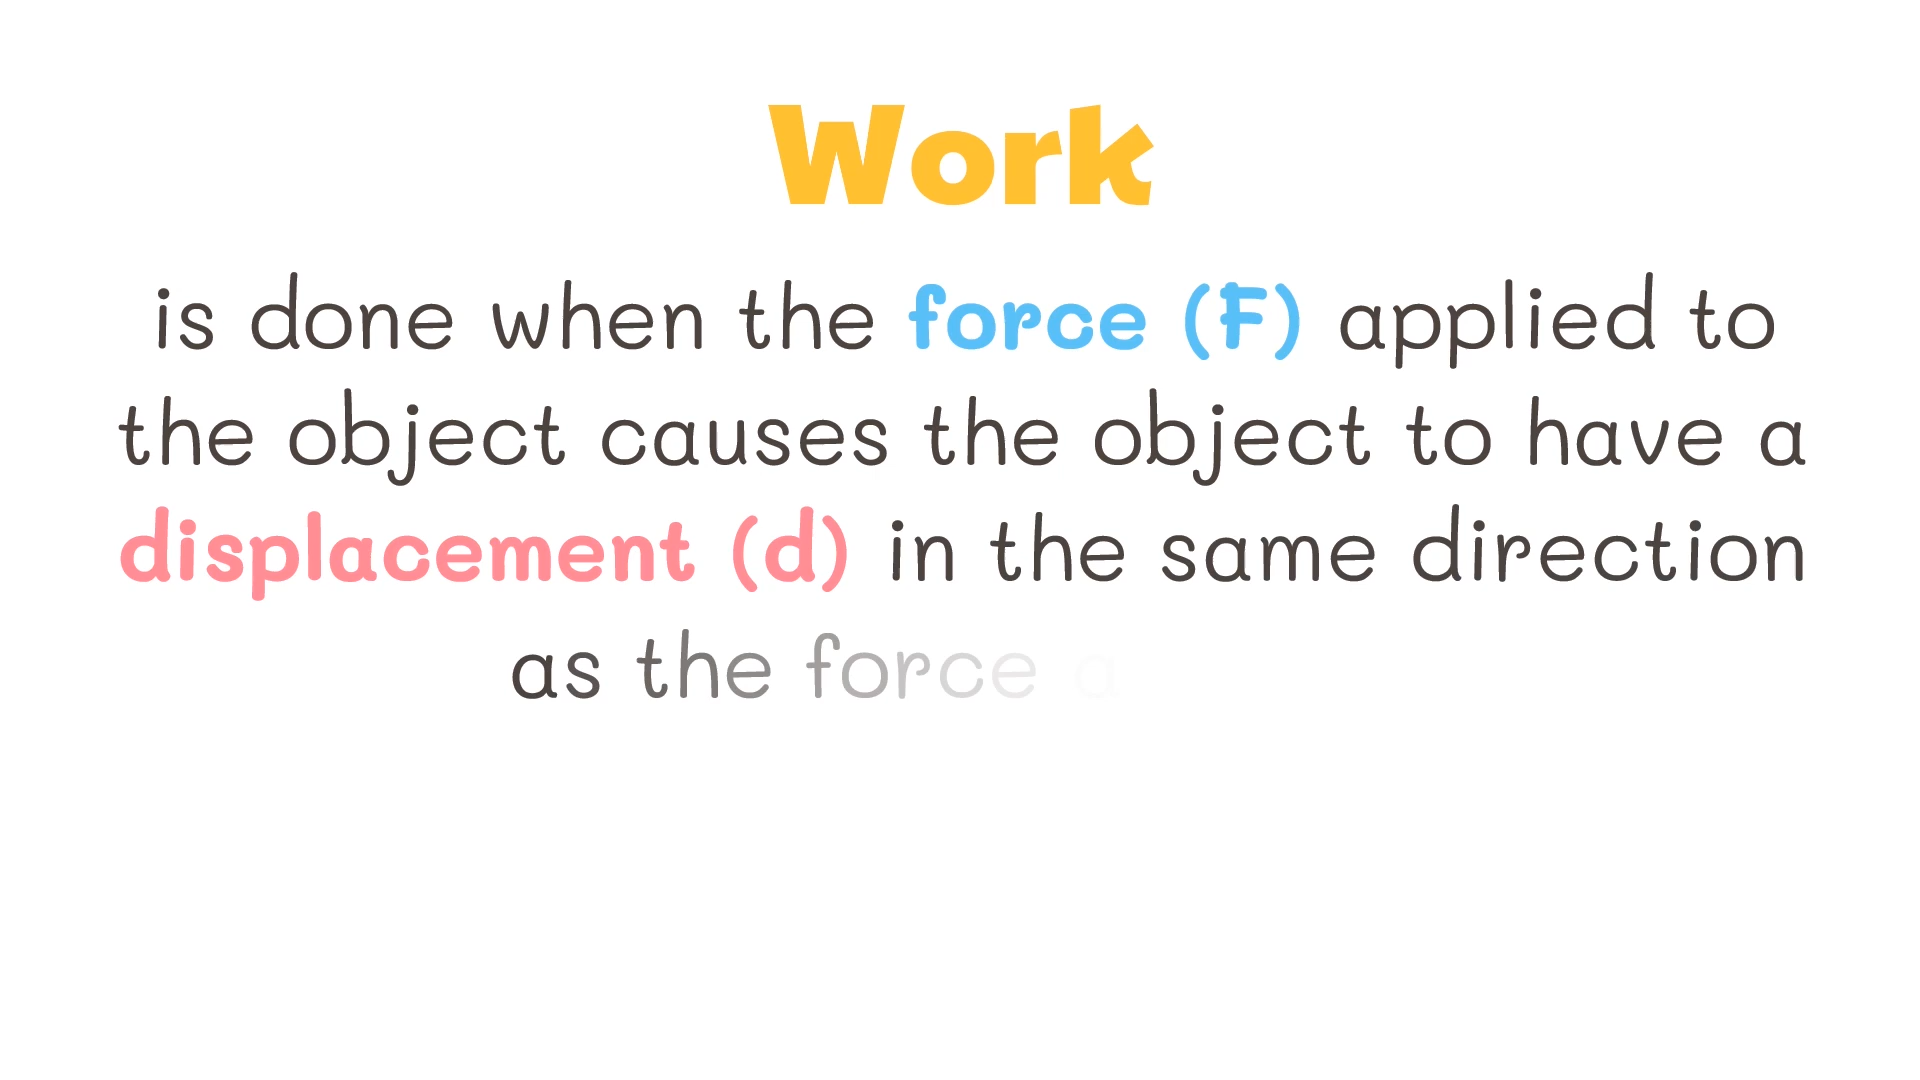 Work
is done when the force (F) applied to
the object causes the object to have a
displacement (d) in the same direction
as the force a